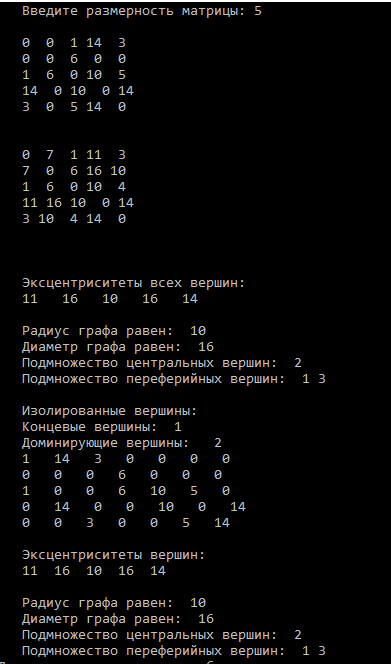 Введите размерность матрицы: 5
0 0 1 14 3
0 0 6 0 0
1 6 0 10 5
14 0 10 0 14
3 0 5 14 0
0 7 1 11 3
7 0 6 16 10
1 6 0 10 4
11 16 10 0 14
3 10 4 14 0
Эксцентриситеты всех вершин:
11 16 10 16 14
Радиус графа равен: 10
Диаметр графа равен: 16
Подмножество центральных вершин: 2
Подмножество переферийных вершин: 1 3
Изолированные вершины:
Концевые вершины: 1
Доминирующие вершины: 2
1 14 3 0 0 0 0
0 0 0 6 0 0 0
1 0 0 6 10 5 0
0 14 0 0 10 0 14
0 0 3 0 0 5 14
Эксцентриситеты вершин:
11 16 10 16 14
Радиус графа равен: 10
Диаметр графа равен: 16
Подмножество центральных вершин: 2
Подмножество переферийных вершин: 1 3